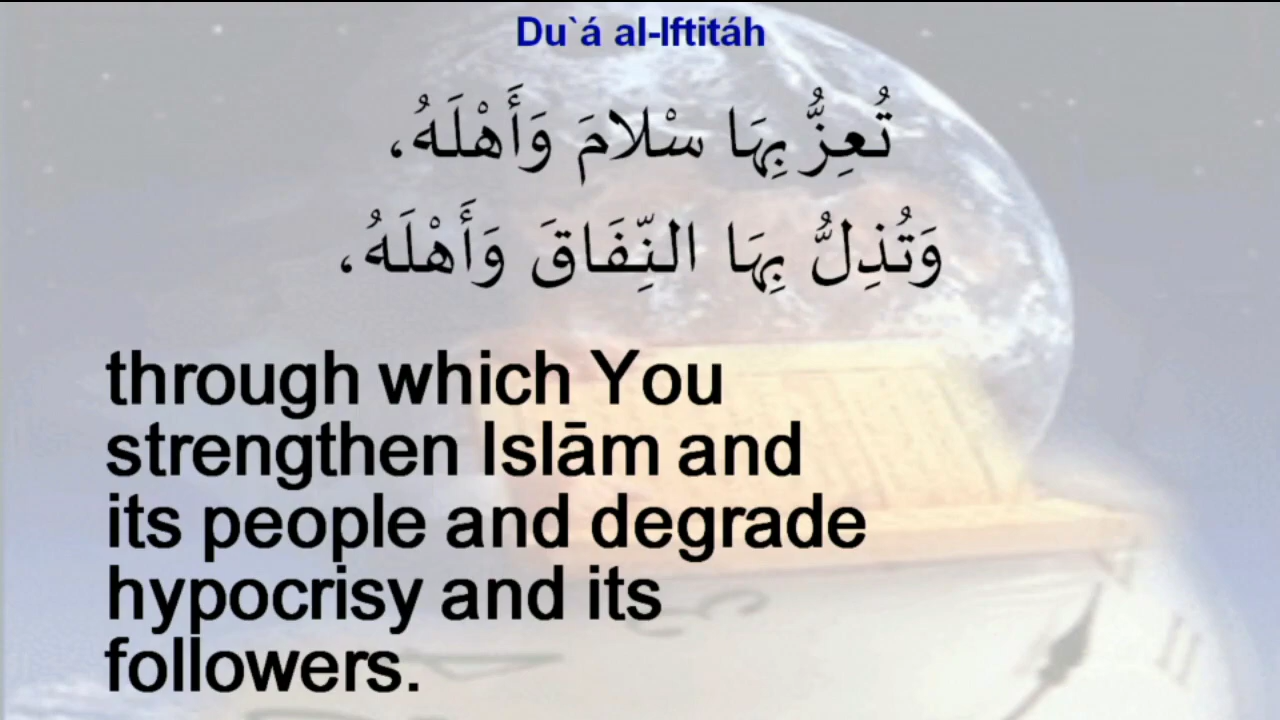 Du`á al-Iftitáh
تُعِزُّ بِهَا سْلامَ وَأَهْلَهُ،
وَتُذِلُّ بِهَا النِّفَاقَ وَأَهْلَهُ،
through which You
strengthen Islām and
its people and degrade
hypocrisy and its
followers.